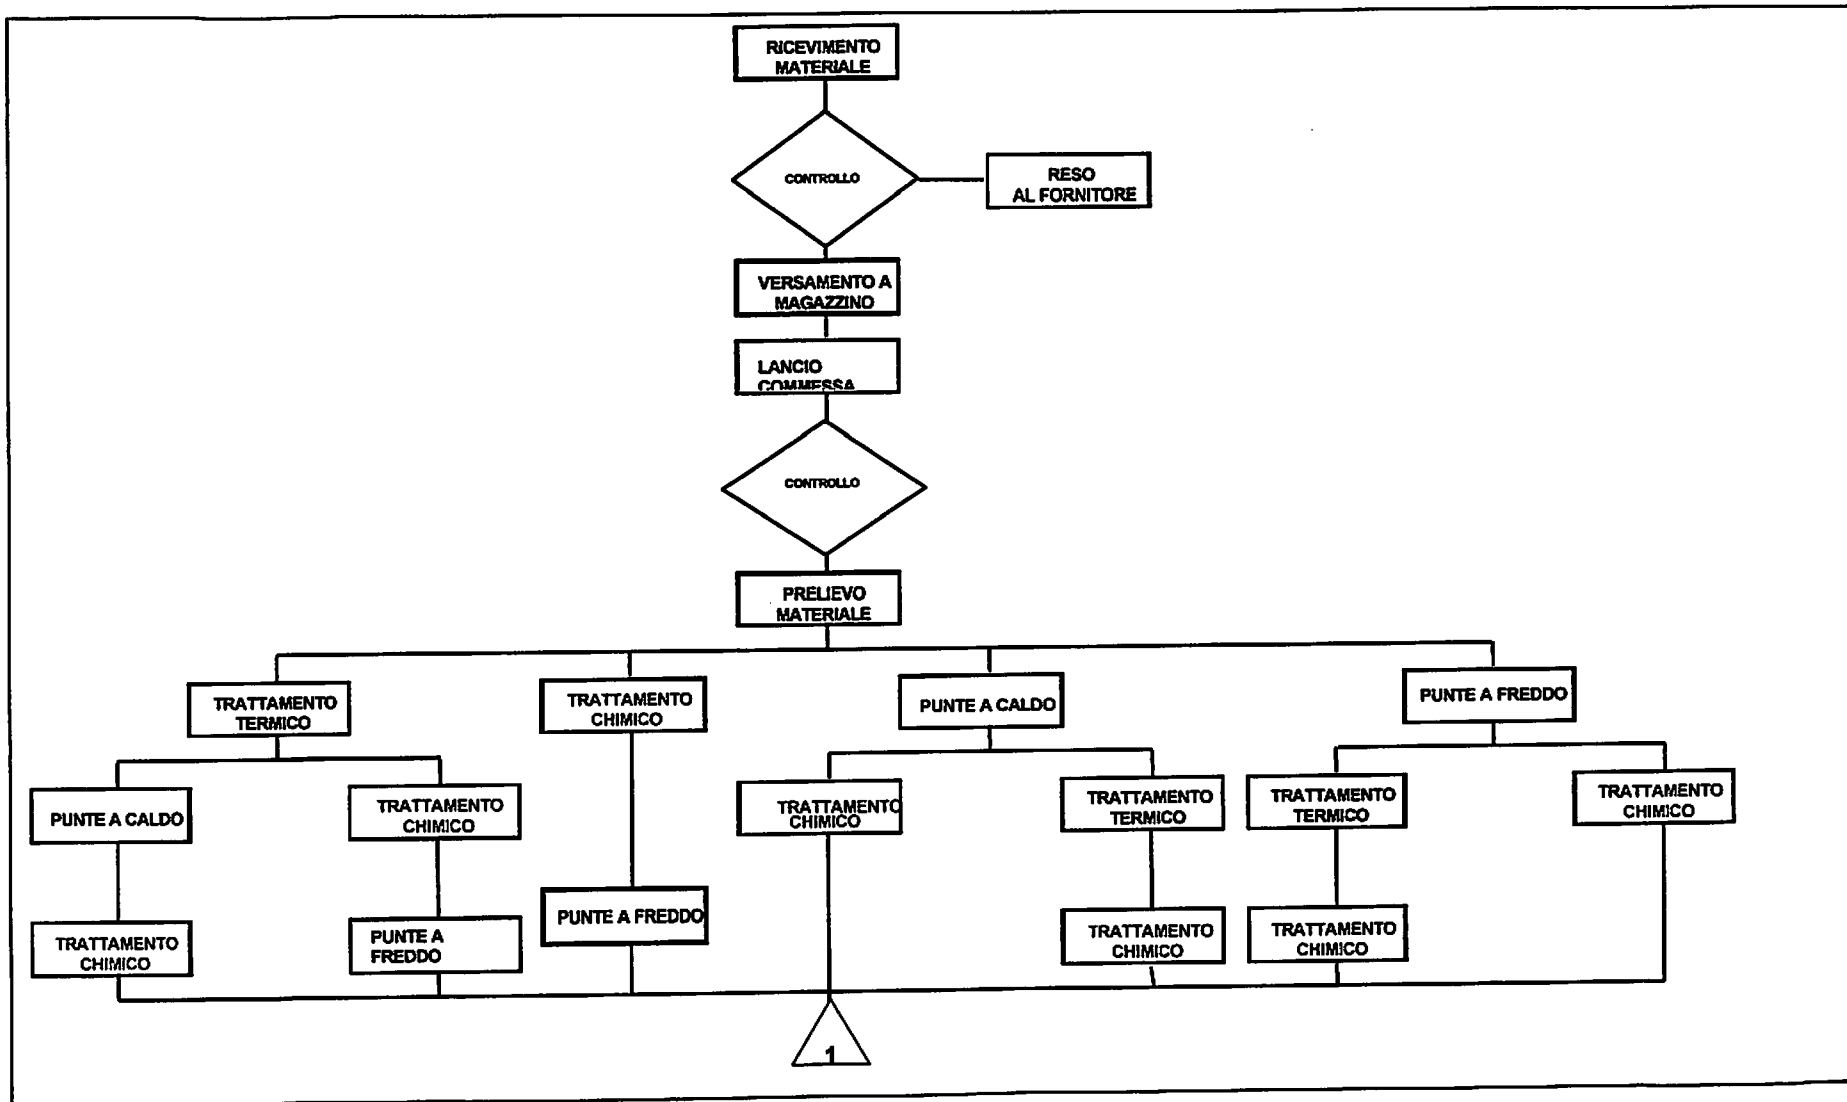 RICEVIMENTO
MATERIALE
CONTROLLO
RESO
AL FORNITORE
VERSAMENTO A
MAGAZZINO
LANCIO
COMMESSA
CONTROLLO
PRELIEVO
MATERIALE
TRATTAMENTO
TERMICO
TRATTAMENTO
CHIMICO
PUNTE A CALDO
PUNTE A FREDDO
PUNTE A CALDO
TRATTAMENTO
CHIMICO
TRATTAMENTO
CHIMICO
TRATTAMENTO
TERMICO
TRATTAMENTO
TERMICO
TRATTAMENTO
CHIMICO
TRATTAMENTO
CHIMICO
PUNTE A
FREDDO
PUNTE A FREDDO
TRATTAMENTO
CHIMICO
TRATTAMENTO
CHIMICO
1